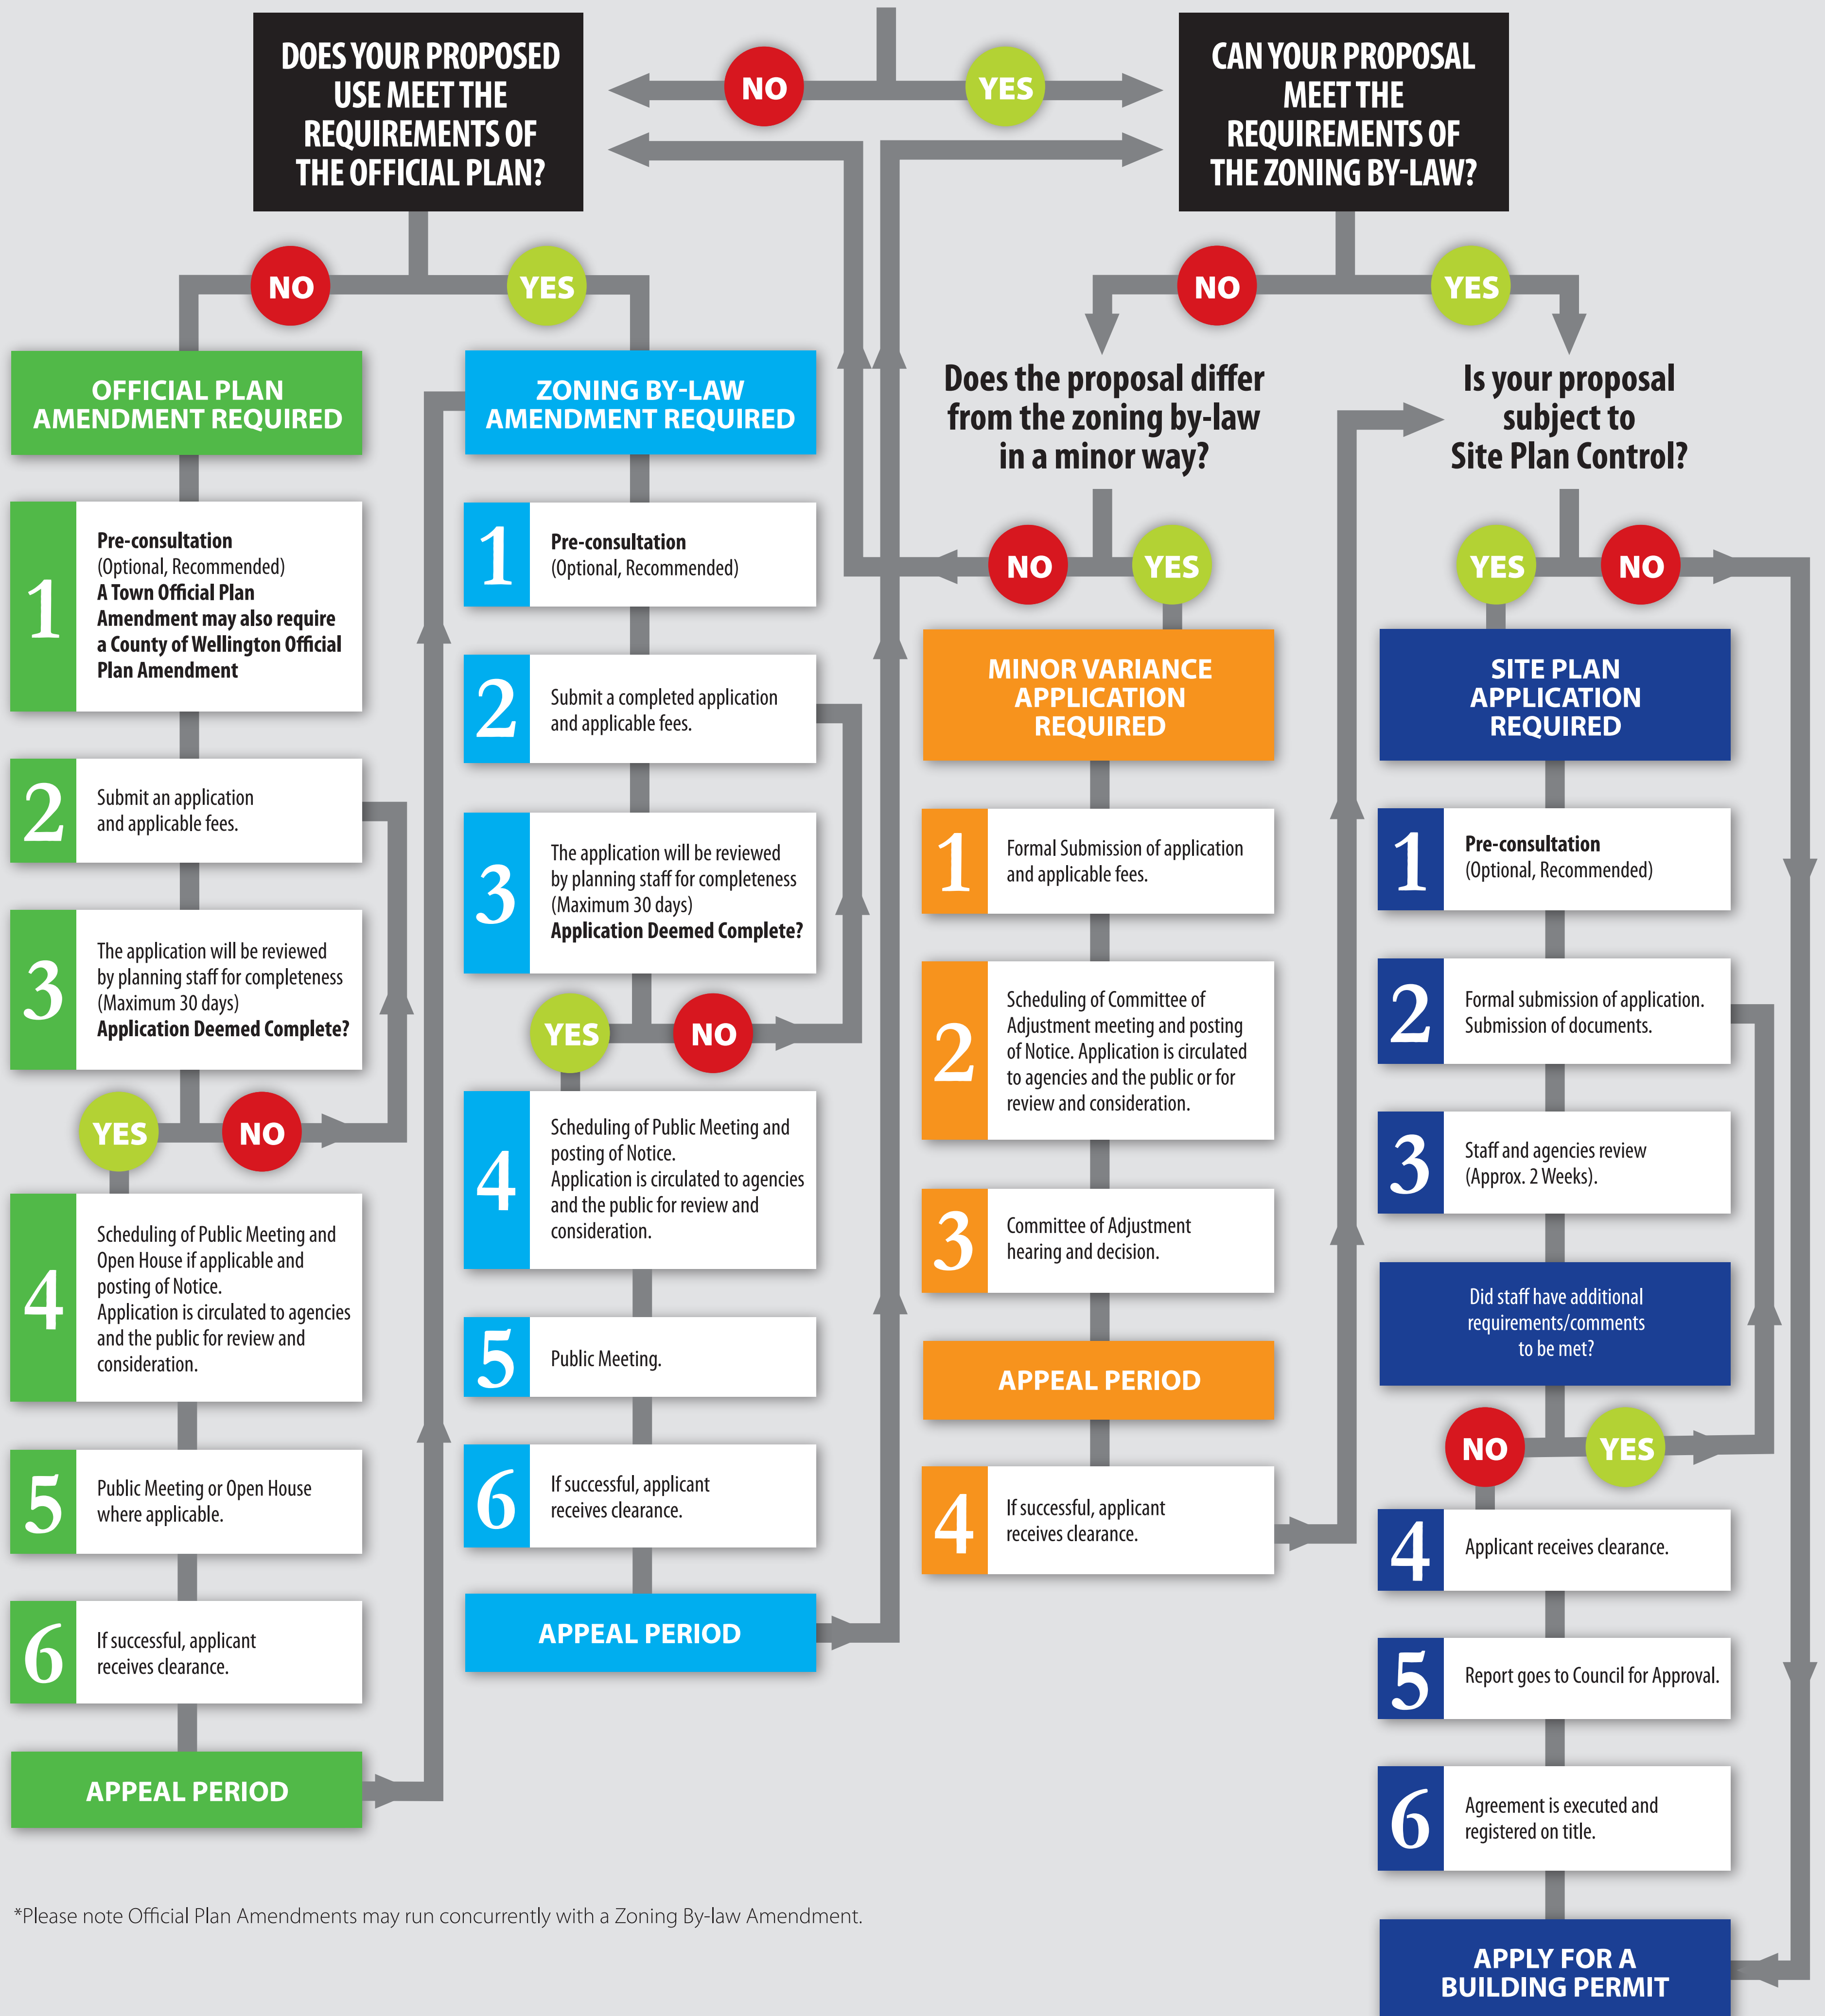 DOES YOUR PROPOSED
USE MEET THE
REQUIREMENTS OF
THE OFFICIAL PLAN?
NO
YES
CAN YOUR PROPOSAL
MEET THE
REQUIREMENTS OF
THE ZONING BY-LAW?
NO
YES
OFFICIAL PLAN
AMENDMENT REQUIRED
1
Pre-consultation
(Optional, Recommended)
A Town Official Plan
Amendment may also require
a County of Wellington Official
Plan Amendment
2
Submit an application
and applicable fees.
3
The application will be reviewed
by planning staff for completeness
(Maximum 30 days)
Application Deemed Complete?
YES
NO
4
Scheduling of Public Meeting and
Open House if applicable and
posting of Notice.
Application is circulated to agencies
and the public for review and
consideration.
5
Public Meeting or Open House
where applicable.
6
If successful, applicant
receives clearance.
APPEAL PERIOD
ZONING BY-LAW
AMENDMENT REQUIRED
1
Pre-consultation
(Optional, Recommended)
2
Submit a completed application
and applicable fees.
3
The application will be reviewed
by planning staff for completeness
(Maximum 30 days)
Application Deemed Complete?
YES
NO
4
Scheduling of Public Meeting and
posting of Notice.
Application is circulated to agencies
and the public for review and
consideration.
5
Public Meeting.
6
If successful, applicant
receives clearance.
APPEAL PERIOD
NO
YES
Does the proposal differ
from the zoning by-law
in a minor way?
NO
YES
MINOR VARIANCE
APPLICATION
REQUIRED
1
Formal Submission of application
and applicable fees.
2
Scheduling of Committee of
Adjustment meeting and posting
of Notice. Application is circulated
to agencies and the public or for
review and consideration.
3
Committee of Adjustment
hearing and decision.
APPEAL PERIOD
4
If successful, applicant
receives clearance.
Is your proposal
subject to
Site Plan Control?
YES
NO
SITE PLAN
APPLICATION
REQUIRED
1
Pre-consultation
(Optional, Recommended)
2
Formal submission of application.
Submission of documents.
3
Staff and agencies review
(Approx. 2 Weeks).
Did staff have additional
requirements/comments
to be met?
NO
YES
4
Applicant receives clearance.
5
Report goes to Council for Approval.
6
Agreement is executed and
registered on title.
APPLY FOR A
BUILDING PERMIT
*Please note Official Plan Amendments may run concurrently with a Zoning By-law Amendment.